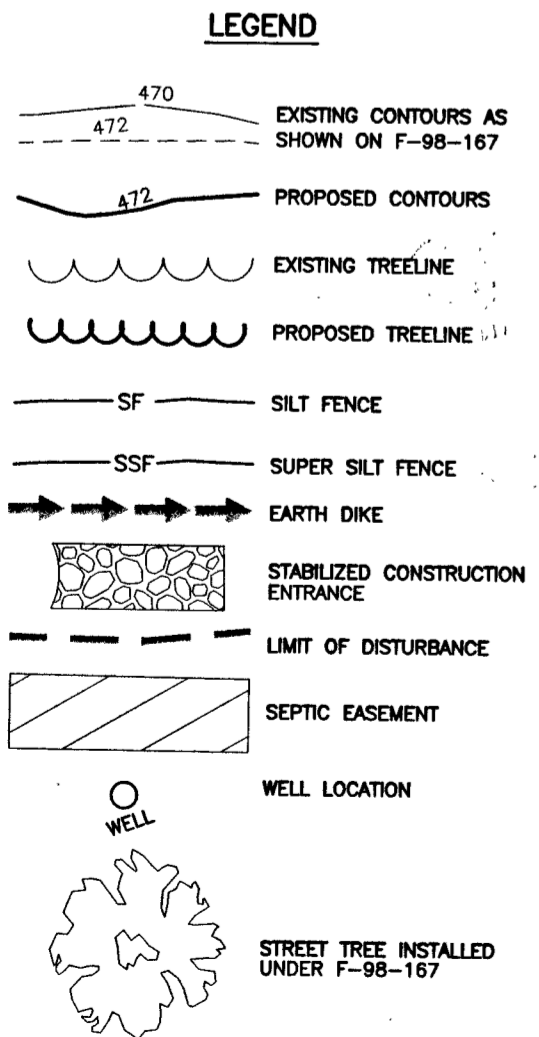 LEGEND
470
EXISTING CONTOURS AS
472
SHOWN ON F-98-167
472
PROPOSED CONTOURS
EXISTING TREELINE
PROPOSED TREELINE
SF
SILT FENCE
SSF
SUPER SILT FENCE
EARTH DIKE
STABILIZED CONSTRUCTION
ENTRANCE
LIMIT OF DISTURBANCE
SEPTIC EASEMENT
WELL LOCATION
WELL
STREET TREE INSTALLED
UNDER F-98-167